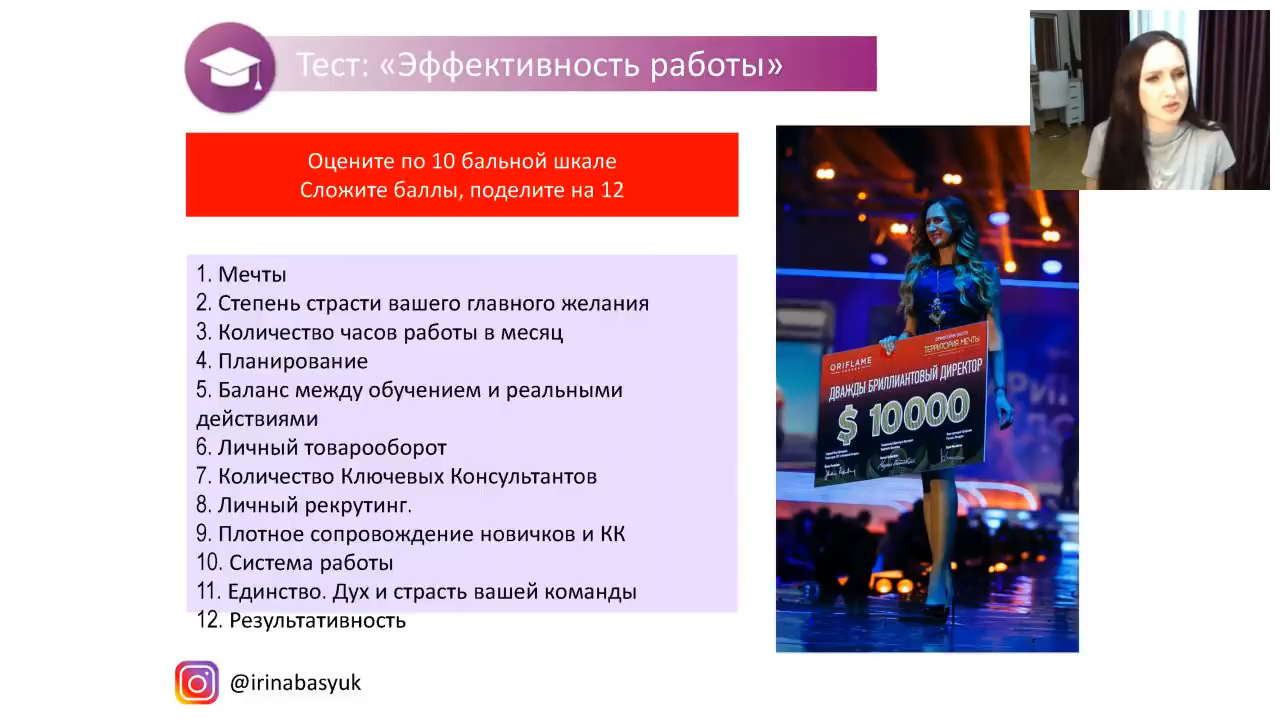 Тест: «Эффективность работы»
Оцените по 10 бальной шкале
Сложите баллы, поделите на 12
1. Мечты
2. Степень страсти вашего главного желания
3. Количество часов работы в месяц
4. Планирование
5. Баланс между обучением и реальными
действиями
6. Личный товарооборот
7. Количество Ключевых Консультантов
8. Личный рекрутинг.
9. Плотное сопровождение новичков и КК
10. Система работы
11. Единство. Дух и страсть вашей команды
12. Результативность
ORIFLAME
SWEDEN
ТЕРРИТОРИЯ МЕЧТЫ
ДВАЖДЫ БРИЛЛИАНТОВЫЙ ДИРЕКТОР
$ 10000
@irinabasyuk